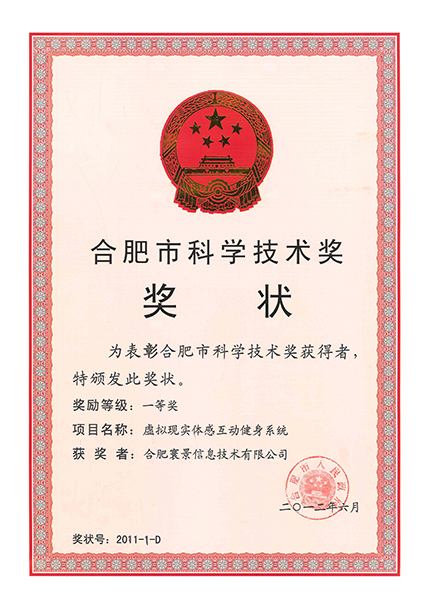 合肥市科学技术奖
奖 状
为表彰合肥市科学技术奖获得者，
特颁发此奖状。
奖励等级：一等奖
项目名称：虚拟现实体感互动健身系统
获 奖 者：合肥寰景信息技术有限公司
合肥市人民政府
二〇一二年六月
奖状号：2011-1-D